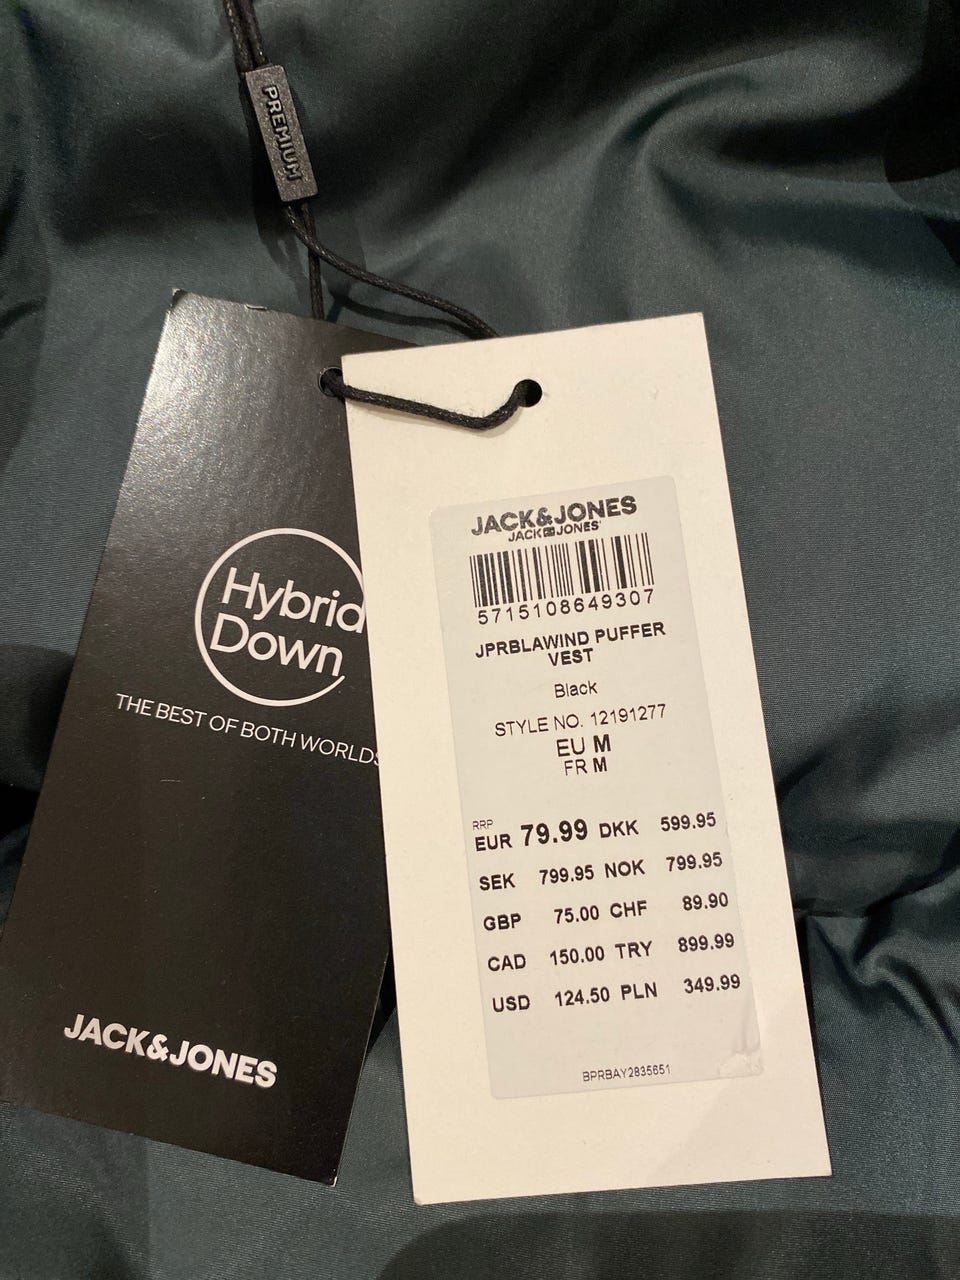 PREMIUM
Hybrid
Down
THE BEST OF BOTH WORLDS
JACK&JONES
JACK&JONES
JACK&JONES
5715108649307
JPRBLAWIND PUFFER
VEST
Black
STYLE NO. 12191277
EU M
FR M
RRP
EUR 79.99 DKK 599.95
SEK 799.95 NOK 799.95
GBP 75.00 CHF 89.90
CAD 150.00 TRY 899.99
USD 124.50 PLN 349.99
BPRBAY2835651